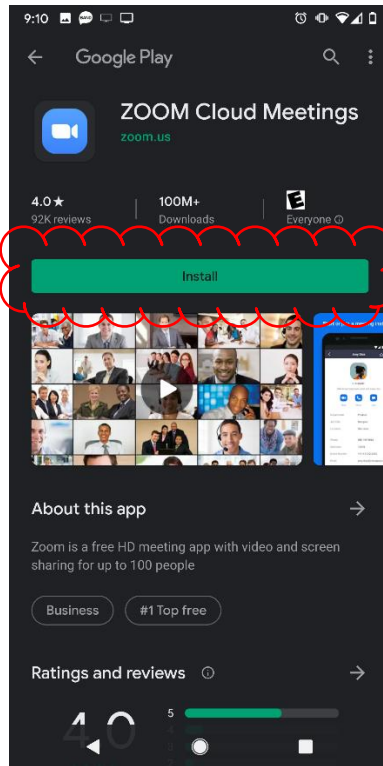 9:10
Google Play
ZOOM Cloud Meetings
zoom.us
4.0★
92K reviews
100M+
Downloads
E
Everyone
Install
About this app
Zoom is a free HD meeting app with video and screen
sharing for up to 100 people
Business
#1 Top free
Ratings and reviews
4.0
5